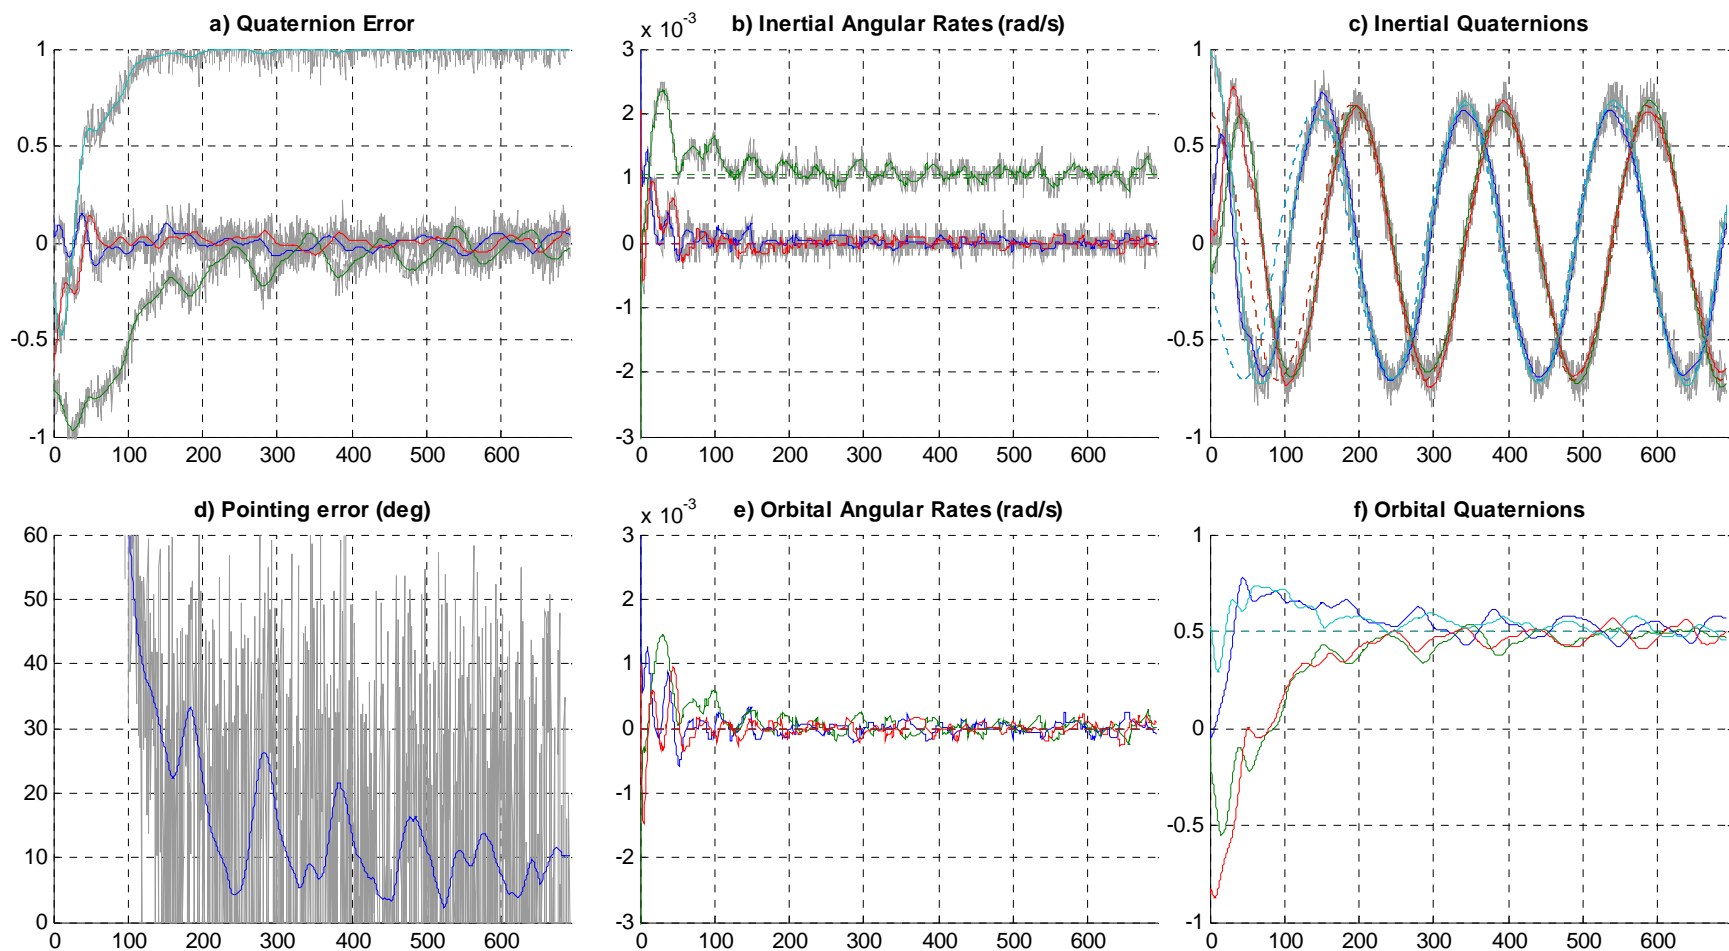 a) Quaternion Error
1
0.5
0
-0.5
-1
0 100 200 300 400 500 600
b) Inertial Angular Rates (rad/s)
x 10-3
3
2
1
0
-1
-2
-3
0 100 200 300 400 500 600
c) Inertial Quaternions
1
0.5
0
-0.5
-1
0 100 200 300 400 500 600
d) Pointing error (deg)
60
50
40
30
20
10
0
0 100 200 300 400 500 600
e) Orbital Angular Rates (rad/s)
x 10-3
3
2
1
0
-1
-2
-3
0 100 200 300 400 500 600
f) Orbital Quaternions
1
0.5
0
-0.5
-1
0 100 200 300 400 500 600